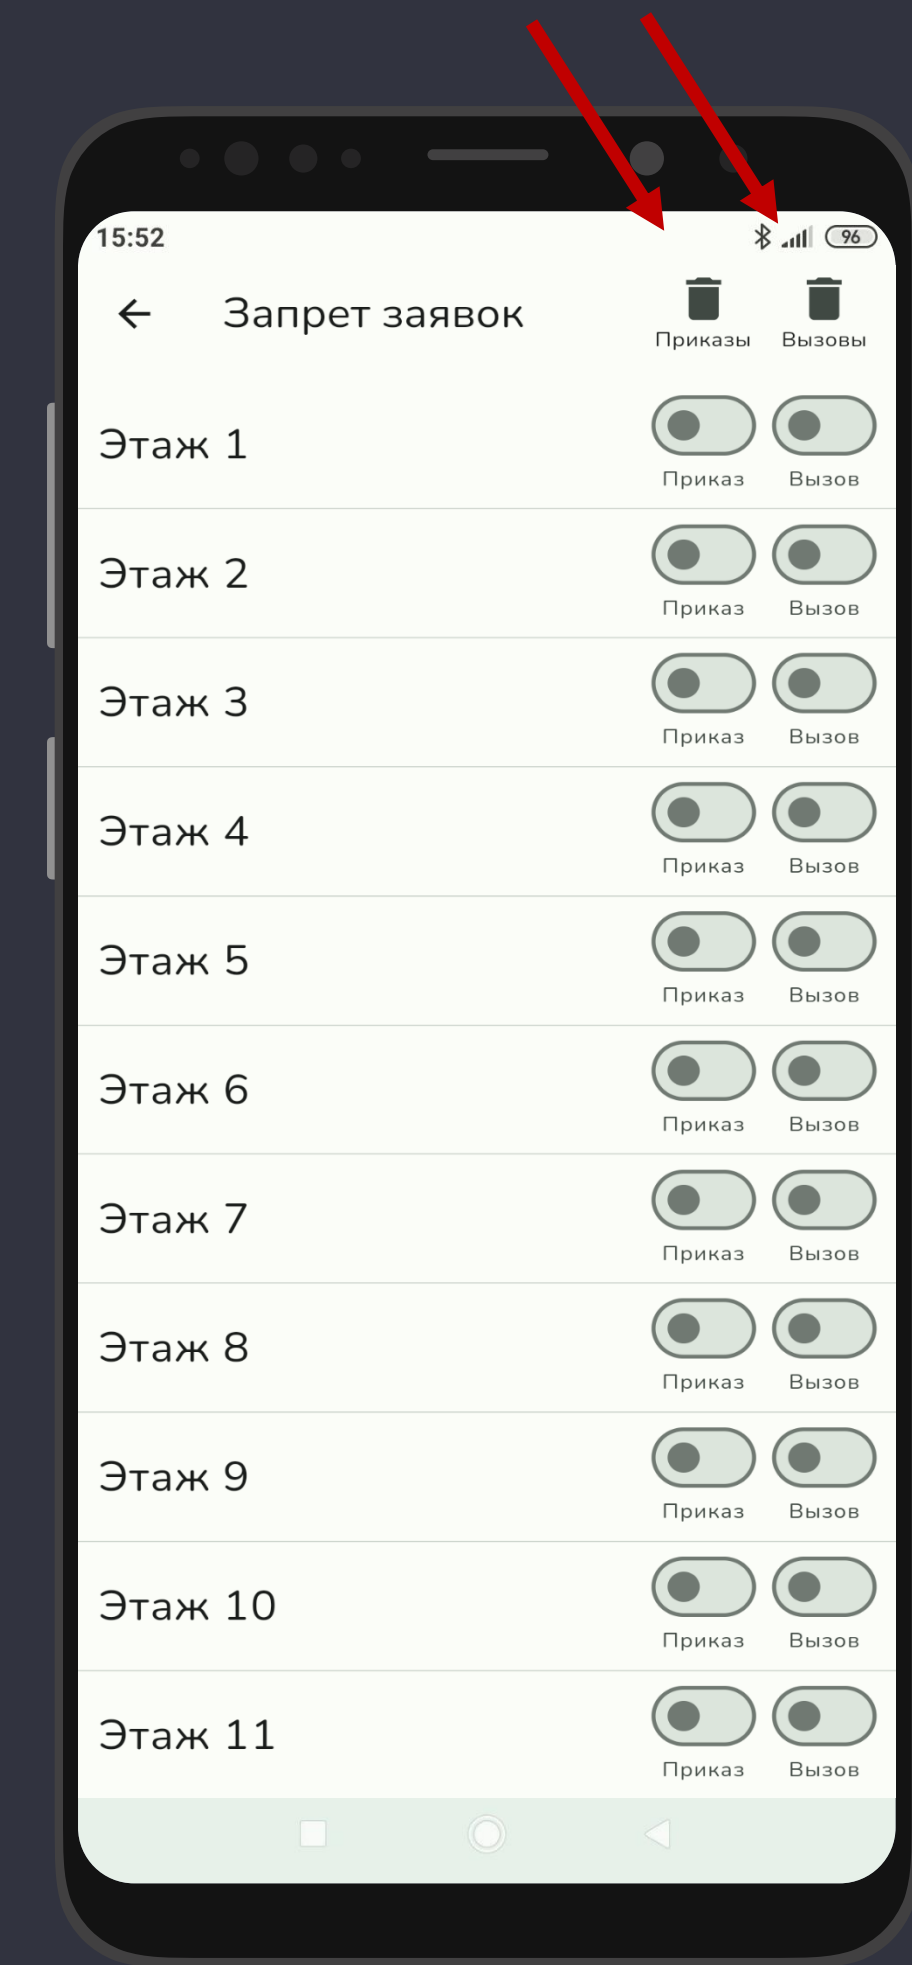 15:52 96
Запрет заявок
Приказы Вызовы
Этаж 1
Приказ Вызов
Этаж 2
Приказ Вызов
Этаж 3
Приказ Вызов
Этаж 4
Приказ Вызов
Этаж 5
Приказ Вызов
Этаж 6
Приказ Вызов
Этаж 7
Приказ Вызов
Этаж 8
Приказ Вызов
Этаж 9
Приказ Вызов
Этаж 10
Приказ Вызов
Этаж 11
Приказ Вызов